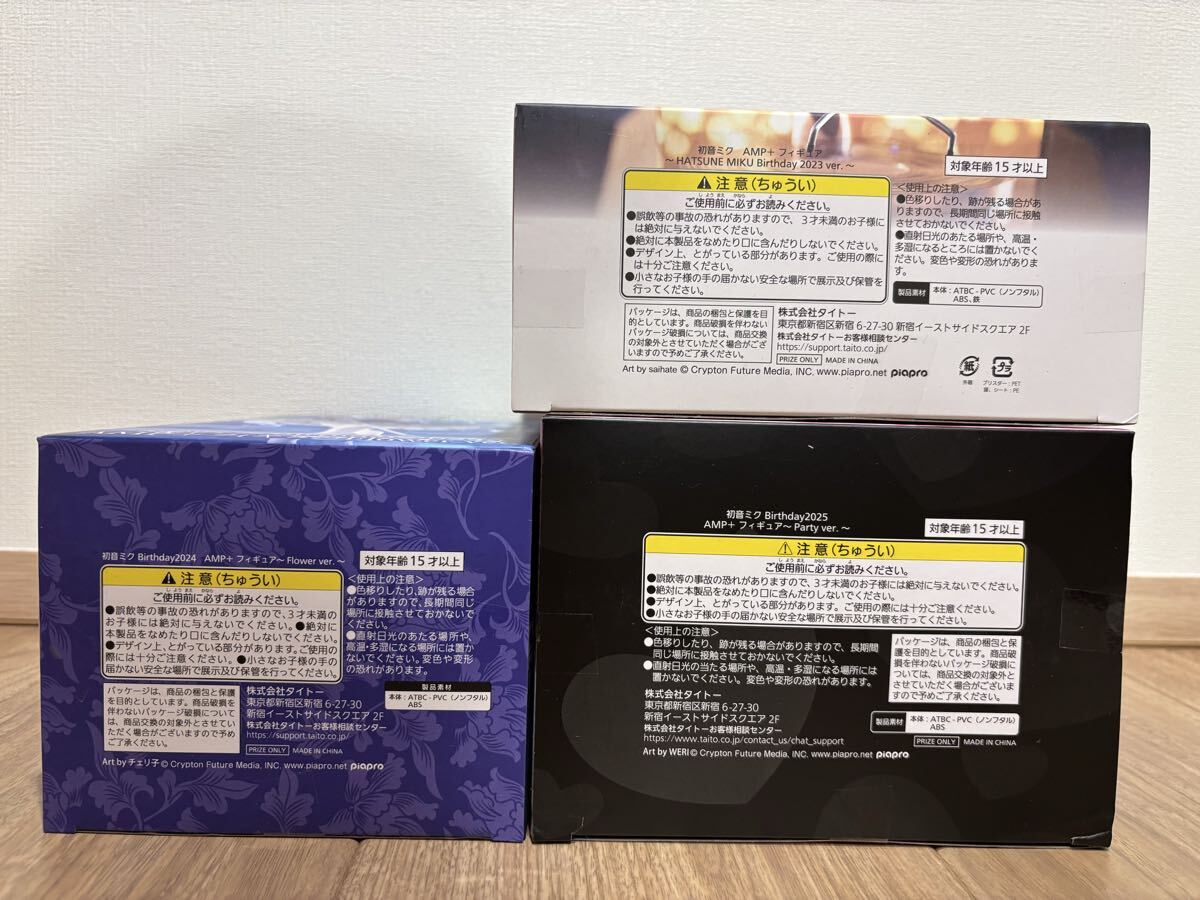 初音ミク AMP+ フィギュア
～ HATSUNE MIKU Birthday 2023 ver. ～
対象年齢 15 才以上
注意(ちゅうい)
しよう まえ かなら よ
ご使用前に必ずお読みください。
●誤飲等の事故の恐れがありますので、3才未満のお子様に
は絶対に与えないでください。
●絶対に本製品をなめたり口に含んだりしないでください。
●デザイン上、とがっている部分があります。ご使用の際に
は十分ご注意ください。
●小さなお子様の手の届かない安全な場所で展示及び保管を
行ってください。
＜使用上の注意＞
●色移りしたり、跡が残る場合があ
りますので、長期間同じ場所に接触
させておかないでください。
●直射日光のあたる場所や、高温・
多湿になるところには置かないでく
ださい。変色や変形の恐れがありま
す。
製品素材
本体：ATBC - PVC（ノンフタル）
ABS、鉄
パッケージは、商品の梱包と保護を目
的としています。商品破損を伴わない
パッケージ破損については、商品交換
の対象外とさせていただく場合がござ
いますので予めご了承ください。
株式会社タイトー
東京都新宿区新宿 6-27-30 新宿イーストサイドスクエア 2F
株式会社タイトーお客様相談センター
https://support.taito.co.jp/
PRIZE ONLY MADE IN CHINA
Art by saihate © Crypton Future Media, INC. www.piapro.net piapro
紙
外箱
プラ
ブリスター：PET
袋、シート：PE
初音ミク Birthday2024 AMP+ フィギュア～ Flower ver. ～
対象年齢 15 才以上
注意(ちゅうい)
しよう まえ かなら よ
ご使用前に必ずお読みください。
●誤飲等の事故の恐れがありますので、3才未満の
お子様には絶対に与えないでください。●絶対に
本製品をなめたり口に含んだりしないでください。
●デザイン上、とがっている部分があります。ご使用の
際には十分ご注意ください。●小さなお子様の手の
届かない安全な場所で展示及び保管を行ってください。
＜使用上の注意＞
●色移りしたり、跡が残る場合
がありますので、長期間同じ
場所に接触させておかないで
ください。
●直射日光のあたる場所や、
高温・多湿になる場所には置か
ないでください。変色や変形
の恐れがあります。
製品素材
本体：ATBC - PVC（ノンフタル）
ABS
パッケージは、商品の梱包と保護
を目的としています。商品破損を
伴わないパッケージ破損について
は、商品交換の対象外とさせてい
ただく場合がございますので予め
ご了承ください。
株式会社タイトー
東京都新宿区新宿 6-27-30
新宿イーストサイドスクエア 2F
株式会社タイトーお客様相談センター
https://support.taito.co.jp/
PRIZE ONLY MADE IN CHINA
Art by チェリ子 © Crypton Future Media, INC. www.piapro.net piapro
初音ミク Birthday2025
AMP+ フィギュア～ Party ver. ～
対象年齢 15 才以上
注意(ちゅうい)
しよう まえ かなら よ
ご使用前に必ずお読みください。
●誤飲等の事故の恐れがありますので、3才未満のお子様には絶対に与えないでください。
●絶対に本製品をなめたり口に含んだりしないでください。
●デザイン上、とがっている部分があります。ご使用の際には十分ご注意ください。
●小さなお子様の手の届かない安全な場所で展示及び保管を行ってください。
＜使用上の注意＞
●色移りしたり、跡が残る場合がありますので、長期間
同じ場所に接触させておかないでください。
●直射日光の当たる場所や、高温・多湿になる場所には
置かないでください。変色や変形の恐れがあります。
パッケージは、商品の梱包と保
護を目的としています。商品破
損を伴わないパッケージ破損に
ついては、商品交換の対象外と
させていただく場合がございま
すので予めご了承ください。
株式会社タイトー
東京都新宿区新宿 6-27-30
新宿イーストサイドスクエア 2F
株式会社タイトーお客様相談センター
https://www.taito.co.jp/contact_us/chat_support
製品素材
本体：ATBC - PVC（ノンフタル）
ABS
PRIZE ONLY MADE IN CHINA
Art by WERI © Crypton Future Media, INC. www.piapro.net piapro